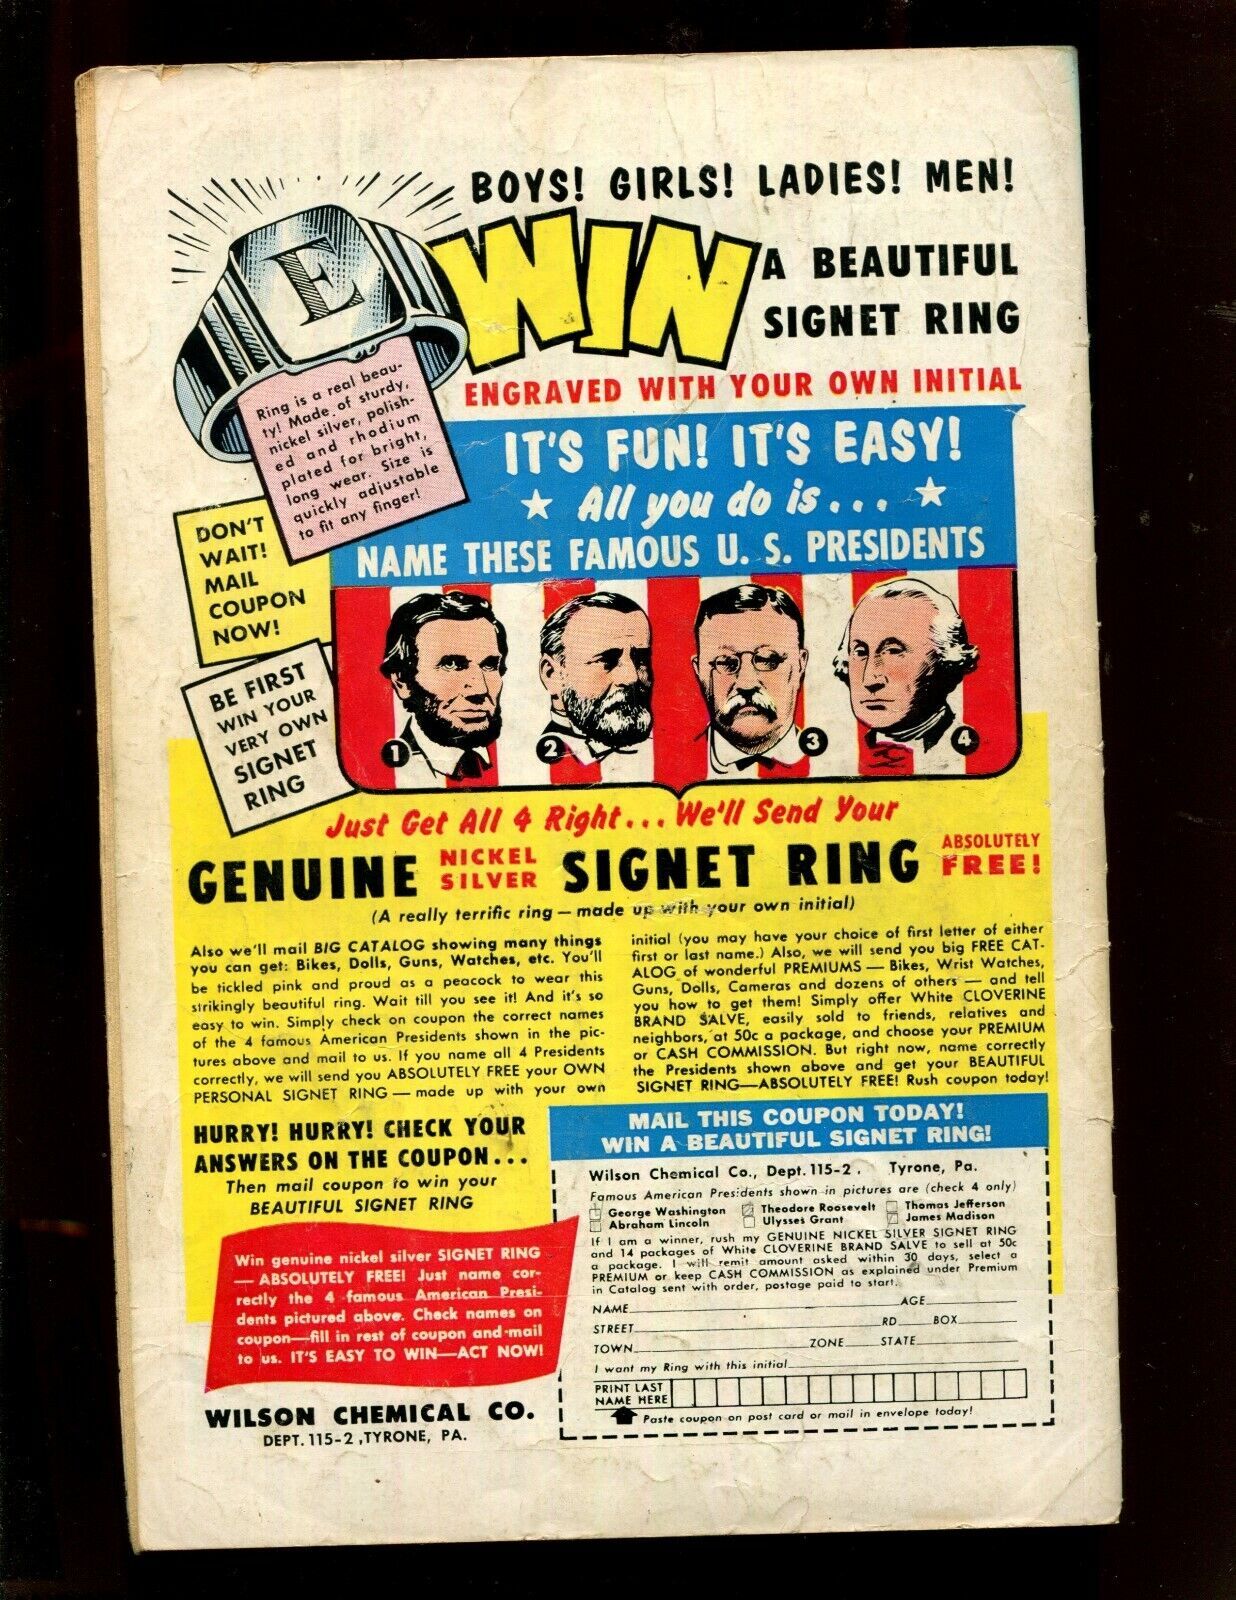 BOYS! GIRLS! LADIES! MEN!
E
WIN
A BEAUTIFUL
SIGNET RING
ENGRAVED WITH YOUR OWN INITIAL
Ring is a real beau-
ty! Made of sturdy,
nickel silver, polish-
ed and rhodium
plated for bright,
long wear. Size is
quickly adjustable
to fit any finger!
IT'S FUN! IT'S EASY!
All you do is...
NAME THESE FAMOUS U. S. PRESIDENTS
DON'T
WAIT!
MAIL
COUPON
NOW!
BE FIRST
WIN YOUR
VERY OWN
SIGNET
RING
1
2
3
4
Just Get All 4 Right... We'll Send Your
GENUINE NICKEL SILVER SIGNET RING ABSOLUTELY FREE!
(A really terrific ring — made up with your own initial)
Also we'll mail BIG CATALOG showing many things
you can get: Bikes, Dolls, Guns, Watches, etc. You'll
be tickled pink and proud as a peacock to wear this
strikingly beautiful ring. Wait till you see it! And it's so
easy to win. Simply check on coupon the correct names
of the 4 famous American Presidents shown in the pic-
tures above and mail to us. If you name all 4 Presidents
correctly, we will send you ABSOLUTELY FREE your OWN
PERSONAL SIGNET RING — made up with your own
initial (you may have your choice of first letter of either
first or last name.) Also, we will send you big FREE CAT-
ALOG of wonderful PREMIUMS — Bikes, Wrist Watches,
Guns, Dolls, Cameras and dozens of others — and tell
you how to get them! Simply offer White CLOVERINE
BRAND SALVE, easily sold to friends, relatives and
neighbors, at 50c a package, and choose your PREMIUM
or CASH COMMISSION. But right now, name correctly
the Presidents shown above and get your BEAUTIFUL
SIGNET RING—ABSOLUTELY FREE! Rush coupon today!
HURRY! HURRY! CHECK YOUR
ANSWERS ON THE COUPON...
Then mail coupon to win your
BEAUTIFUL SIGNET RING
Win genuine nickel silver SIGNET RING
— ABSOLUTELY FREE! Just name cor-
rectly the 4 famous American Presi-
dents pictured above. Check names on
coupon—fill in rest of coupon and mail
to us. IT'S EASY TO WIN—ACT NOW!
WILSON CHEMICAL CO.
DEPT. 115-2, TYRONE, PA.
MAIL THIS COUPON TODAY!
WIN A BEAUTIFUL SIGNET RING!
Wilson Chemical Co., Dept. 115-2. Tyrone, Pa.
Famous American Presidents shown in pictures are (check 4 only)
George Washington Theodore Roosevelt Thomas Jefferson
Abraham Lincoln Ulysses Grant James Madison
If I am a winner, rush my GENUINE NICKEL SILVER SIGNET RING
and 14 packages of White CLOVERINE BRAND SALVE to sell at 50c
a package. I will remit amount asked within 30 days, select a
PREMIUM or keep CASH COMMISSION as explained under Premium
in Catalog sent with order, postage paid to start.
NAME AGE
STREET RD BOX
TOWN ZONE STATE
I want my Ring with this initial
PRINT LAST
NAME HERE
Paste coupon on post card or mail in envelope today!